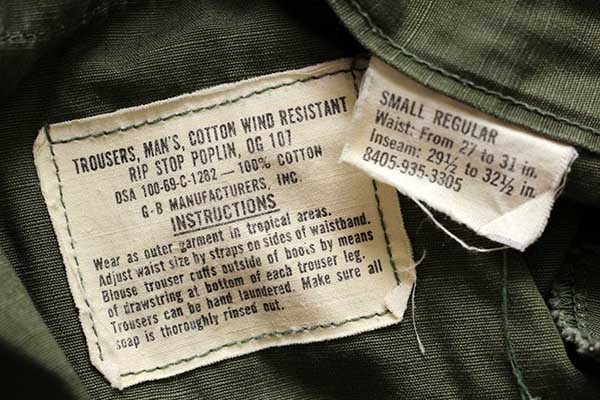 TROUSERS, MAN'S, COTTON WIND RESISTANT
RIP STOP POPLIN, OG 107
DSA 100-69-C-1282 — 100% COTTON
G-B MANUFACTURERS, INC.
INSTRUCTIONS
Wear as outer garment in tropical areas.
Adjust waist size by straps on sides of waistband.
Blouse trouser cuffs outside of boots by means
of drawstring at bottom of each trouser leg.
Trousers can be hand laundered. Make sure all
soap is thoroughly rinsed out.
SMALL REGULAR
Waist: From 27 to 31 in.
Inseam: 29½ to 32½ in.
8405-935-3305